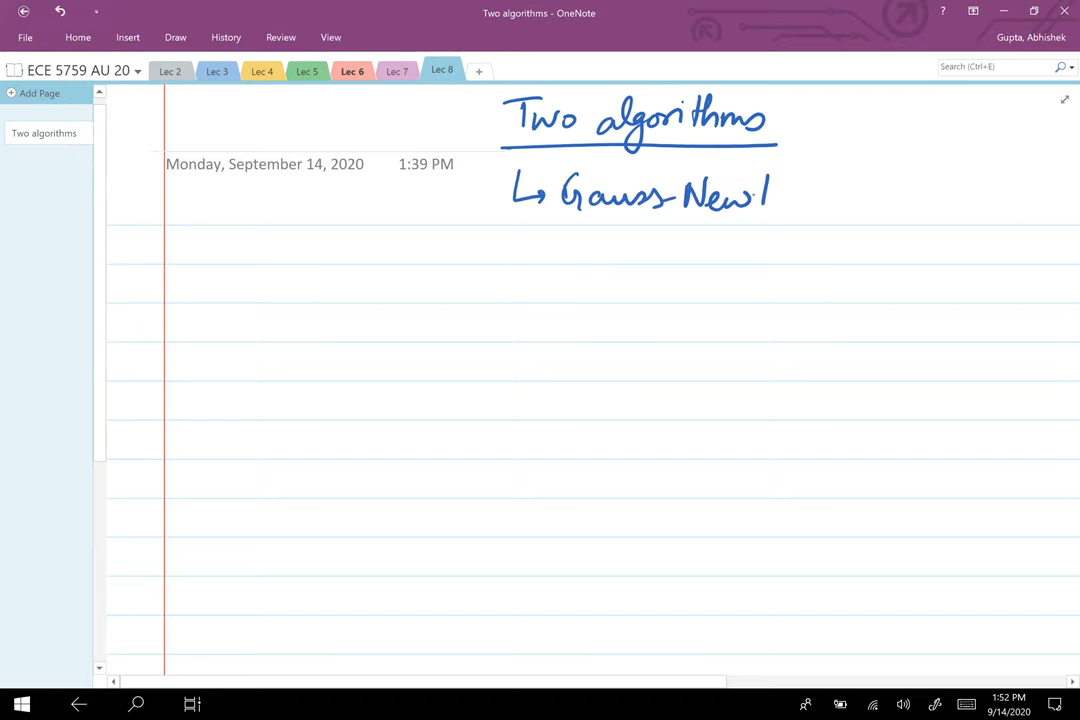 Two algorithms - OneNote
?
File Home Insert Draw History Review View
Gupta, Abhishek
ECE 5759 AU 20
Lec 2 Lec 3 Lec 4 Lec 5 Lec 6 Lec 7 Lec 8 +
Search (Ctrl+E)
Add Page
Two algorithms
Two algorithms
Monday, September 14, 2020 1:39 PM
↳ Gauss-Newl
1:52 PM
9/14/2020